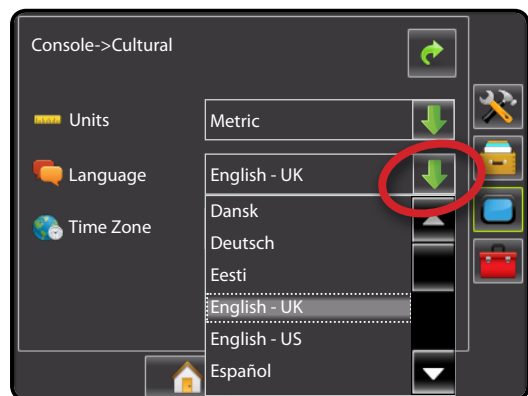 Console->Cultural
Units
Metric
Language
English - UK
Time Zone
Dansk
Deutsch
Eesti
English - UK
English - US
Español